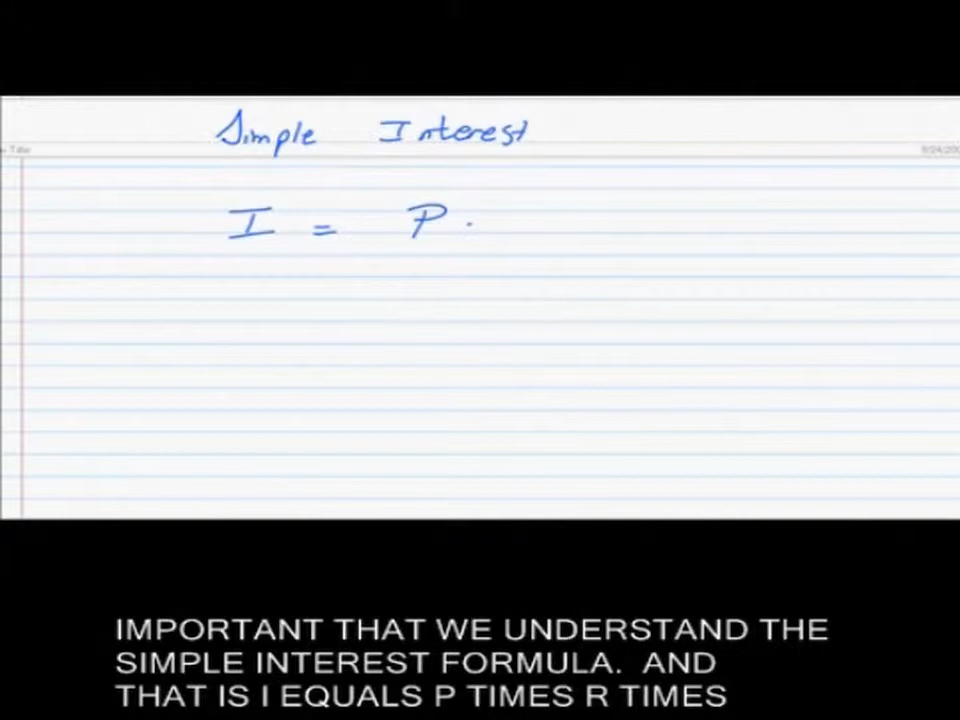 Simple Interest
I = P ·
IMPORTANT THAT WE UNDERSTAND THE
SIMPLE INTEREST FORMULA. AND
THAT IS I EQUALS P TIMES R TIMES